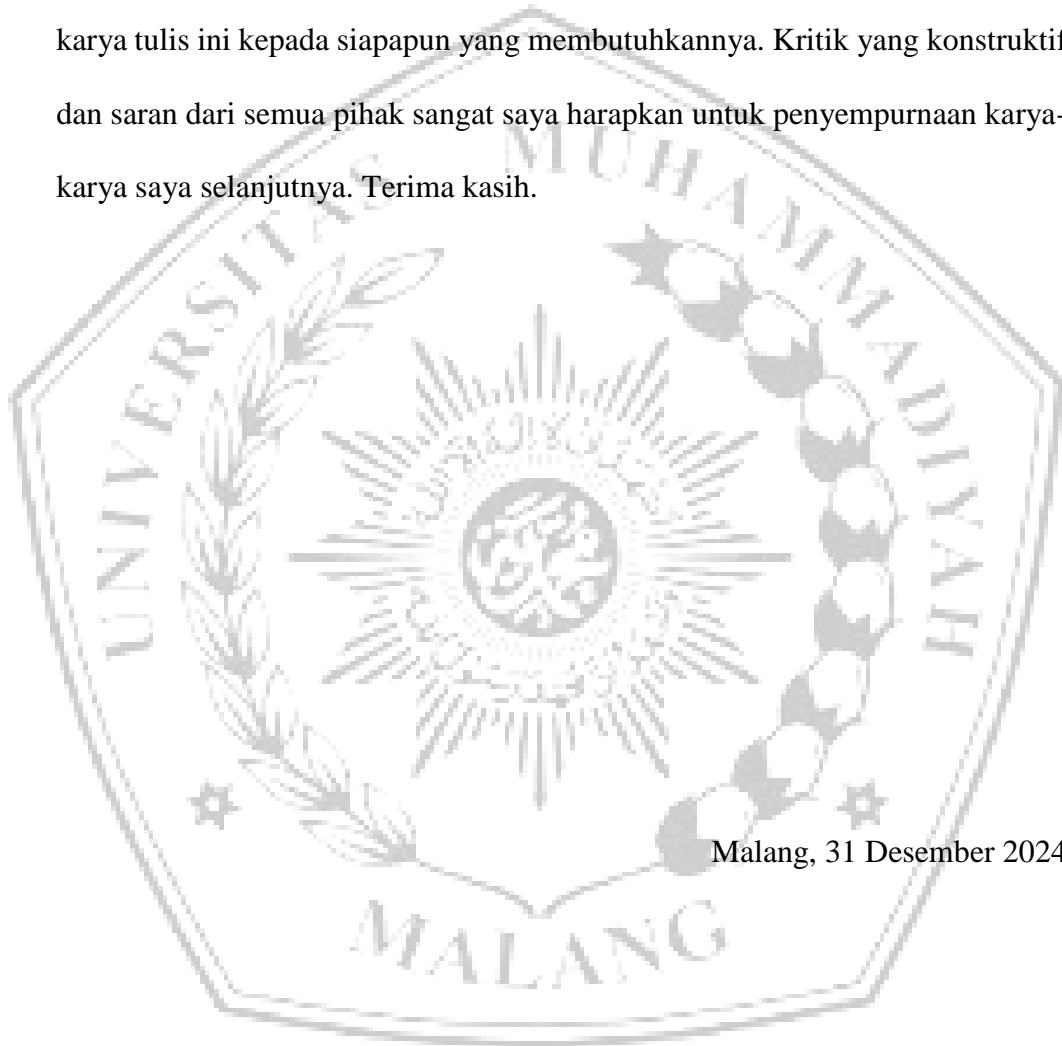 karya tulis ini kepada siapapun yang membutuhkannya. Kritik yang konstruktif
dan saran dari semua pihak sangat saya harapkan untuk penyempurnaan karya-
karya saya selanjutnya. Terima kasih.
UNIVERSITAS MUHAMMADIYAH
Malang, 31 Desember 2024
MALANG